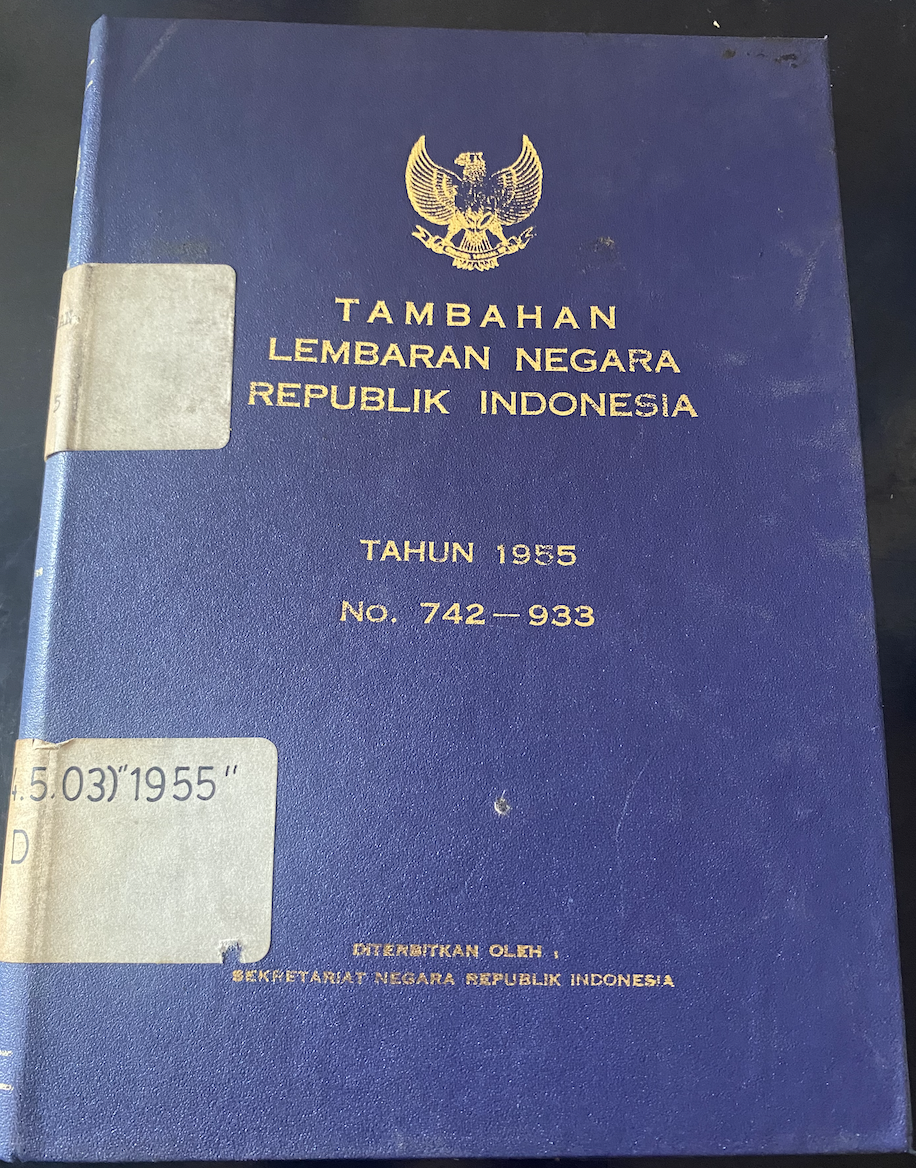 TAMBAHAN
LEMBARAN NEGARA
REPUBLIK INDONESIA
TAHUN 1955
No. 742—933
.5.03)"1955"
D
DITERBITKAN OLEH :
SEKRETARIAT NEGARA REPUBLIK INDONESIA